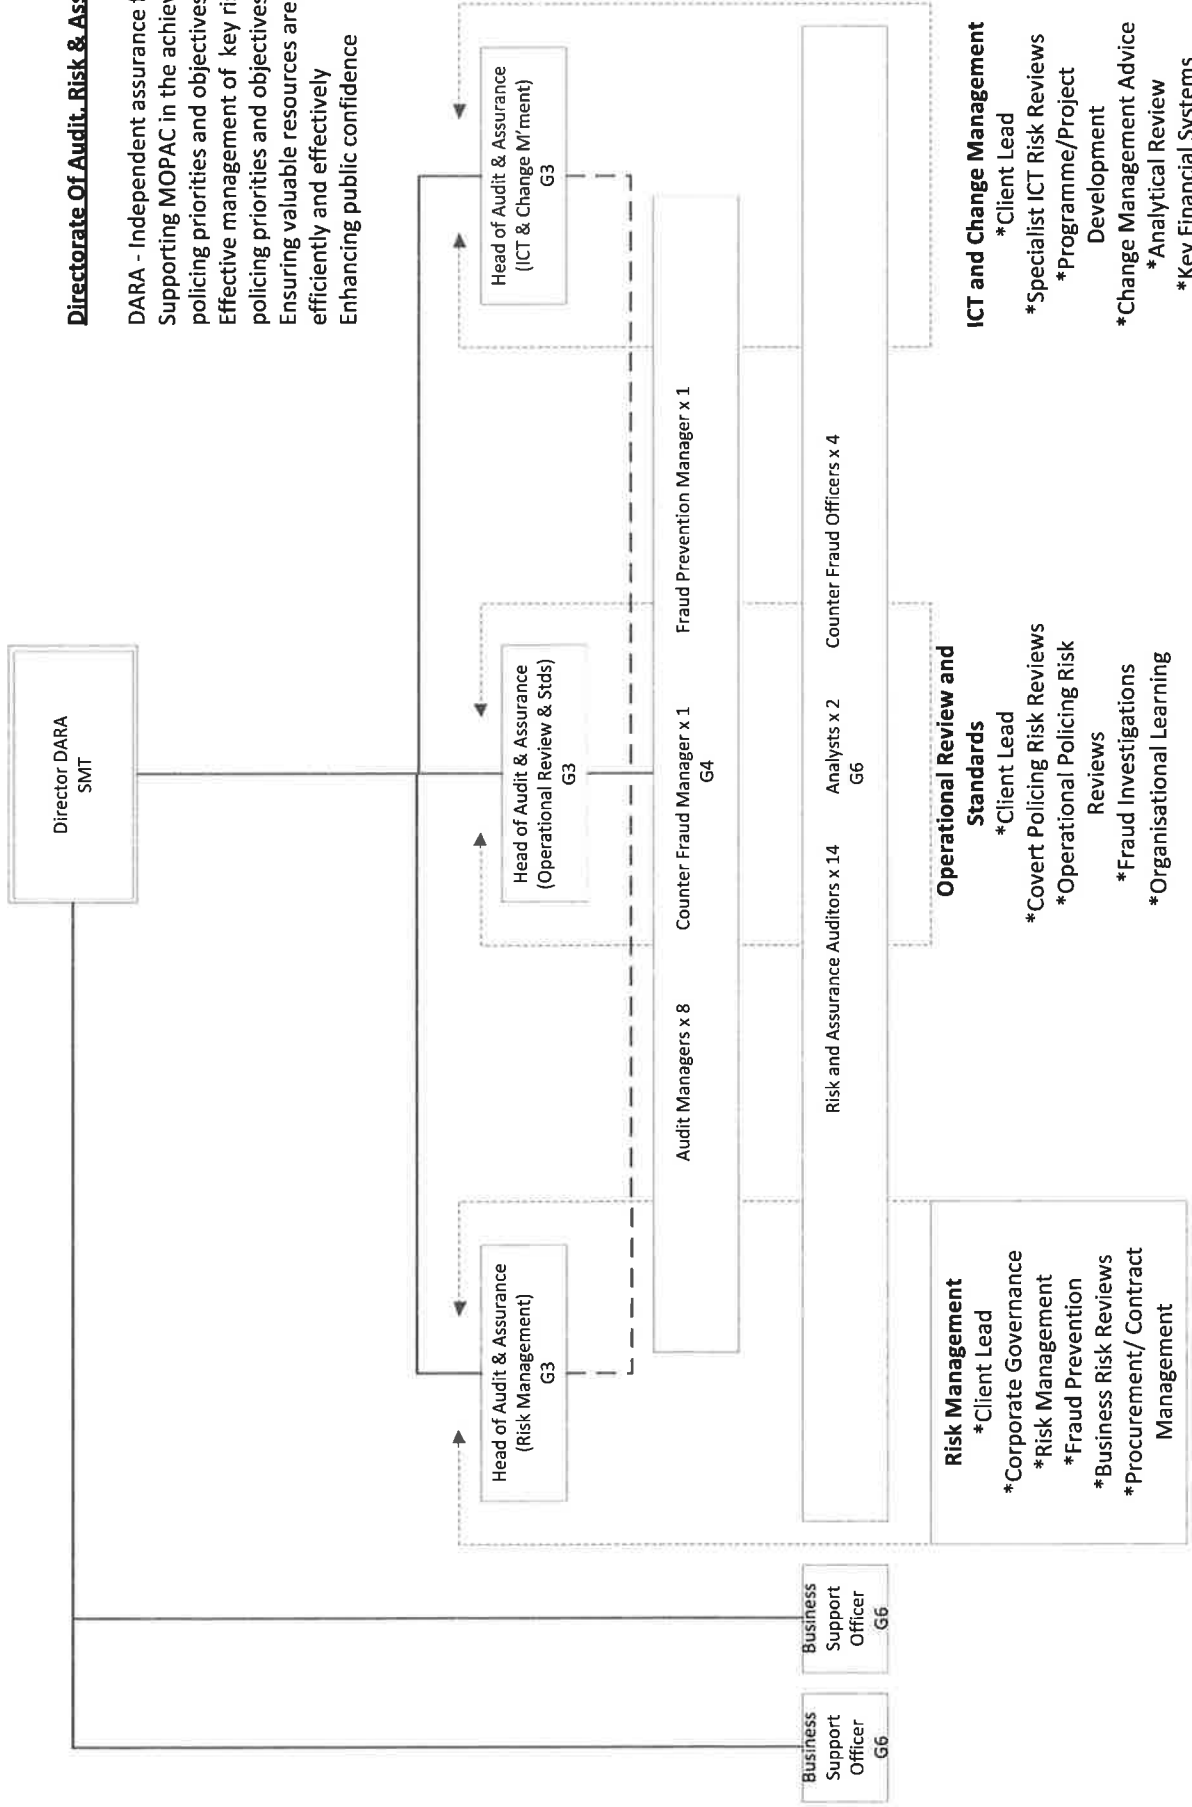 Directorate Of Audit, Risk &
DARA - Independent assurance
Supporting MOPAC in the
policing priorities and objectives
Effective management of key
policing priorities and objectives
Ensuring valuable resources are
efficiently and effectively
Enhancing public confidence
Director DARA
SMT
Head of Audit & Assurance
(Risk Management)
G3
Head of Audit & Assurance
(Operational Review & Stds)
G3
Head of Audit & Assurance
(ICT & Change M'ment)
G3
Audit Managers x 8
Counter Fraud Manager x 1
Fraud Prevention Manager x 1
G4
Business
Support
Officer
G6
Business
Support
Officer
G6
Risk and Assurance Auditors x 14
Analysts x 2
Counter Fraud Officers x 4
G6
Risk Management
*Client Lead
*Corporate Governance
*Risk Management
*Fraud Prevention
*Business Risk Reviews
*Procurement/ Contract
Management
Operational Review and
Standards
*Client Lead
*Covert Policing Risk Reviews
*Operational Policing Risk
Reviews
*Fraud Investigations
*Organisational Learning
ICT and Change Management
*Client Lead
*Specialist ICT Risk Reviews
*Programme/Project
Development
*Change Management Advice
*Analytical Review
*Key Financial Systems